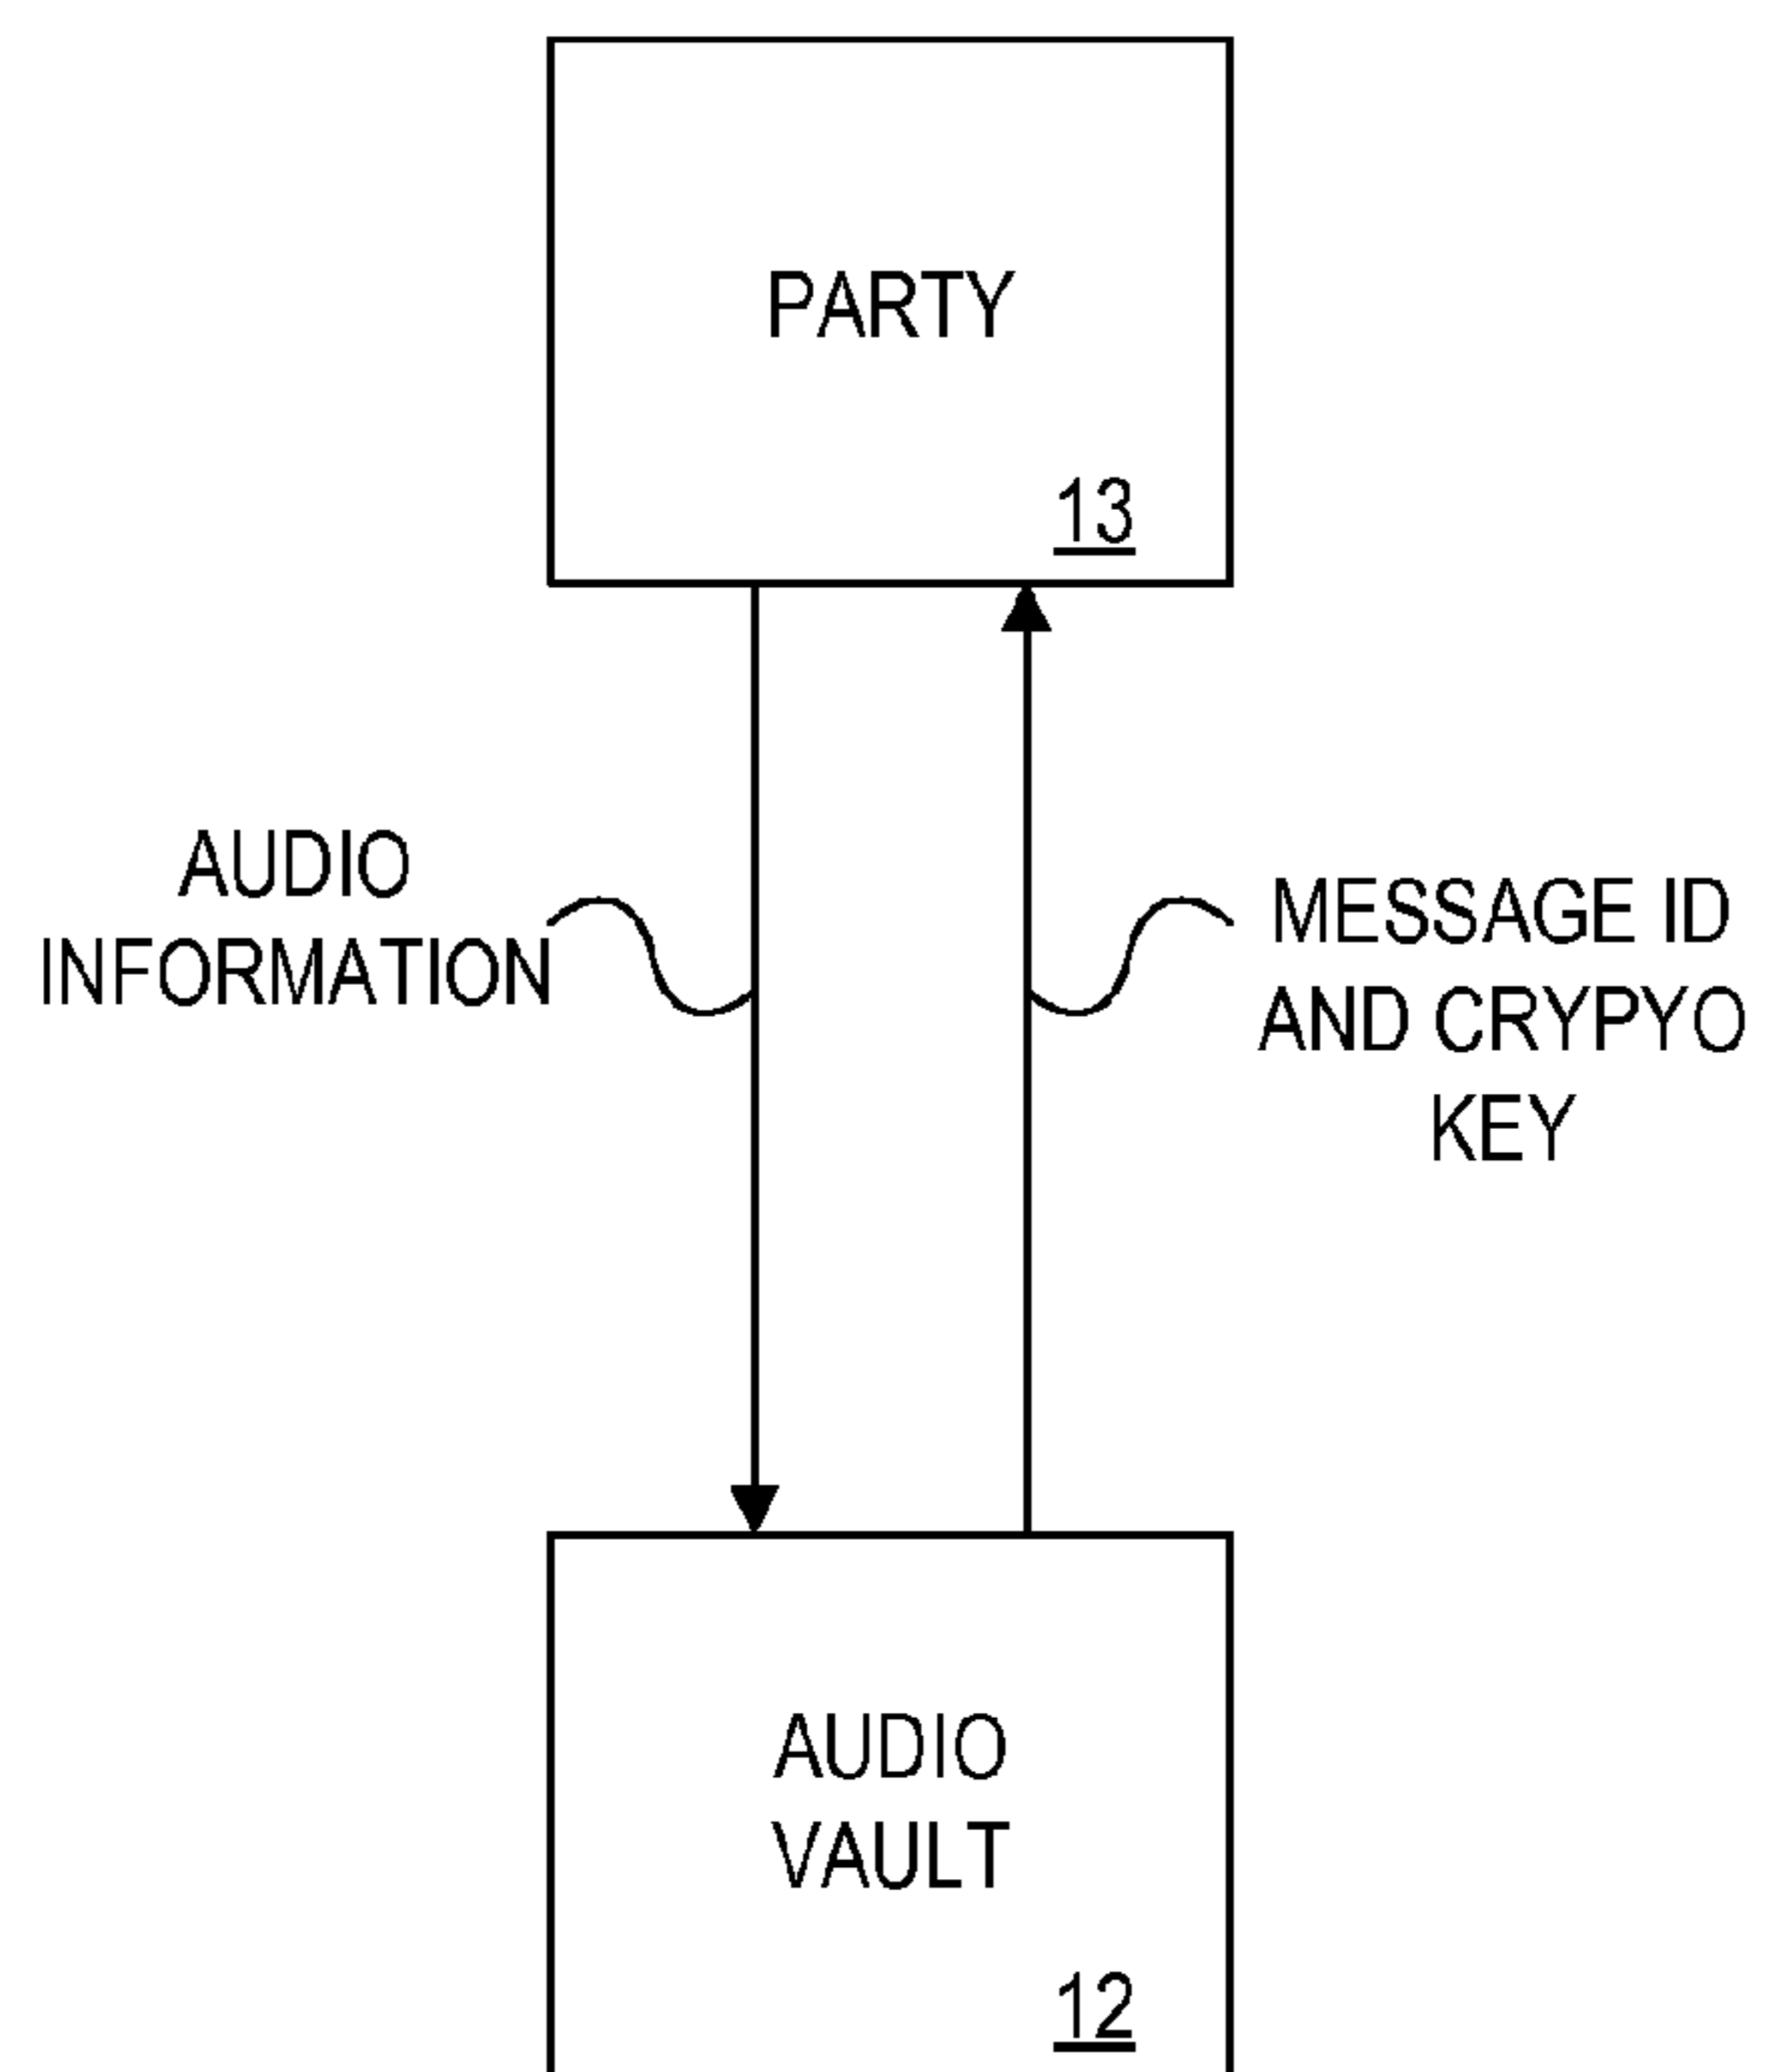 PARTY
13
AUDIO
INFORMATION
MESSAGE ID
AND CRYPYO
KEY
AUDIO
VAULT
12